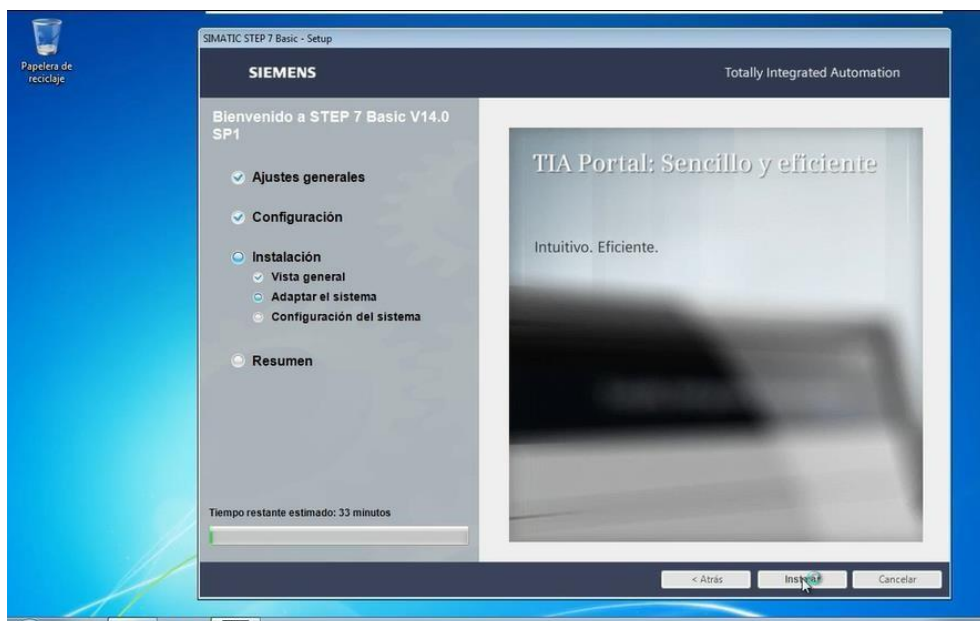 Papelera de
reciclaje
SIMATIC STEP 7 Basic - Setup
SIEMENS
Totally Integrated Automation
Bienvenido a STEP 7 Basic V14.0
SP1
Ajustes generales
Configuración
Instalación
Vista general
Adaptar el sistema
Configuración del sistema
Resumen
Tiempo restante estimado: 33 minutos
TIA Portal: Sencillo y eficiente
Intuitivo. Eficiente.
< Atrás
Instalar
Cancelar